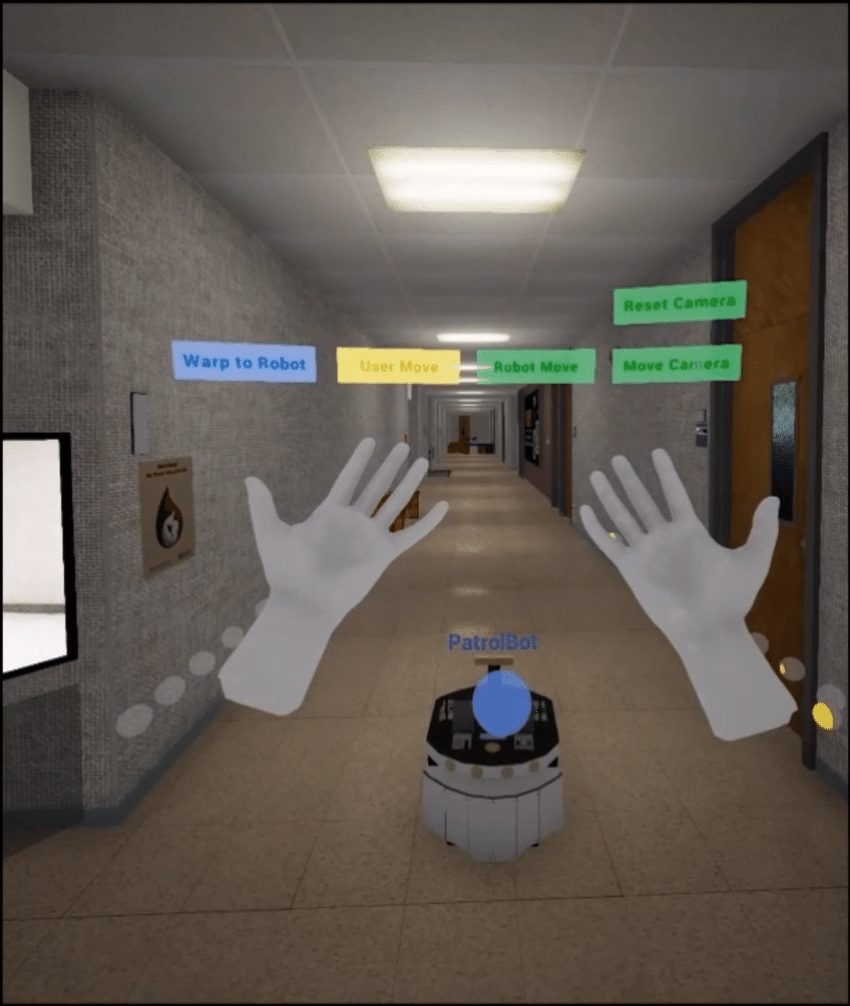 Reset Camera
Warp to Robot
User Move
Robot Move
Move Camera
PatrolBot